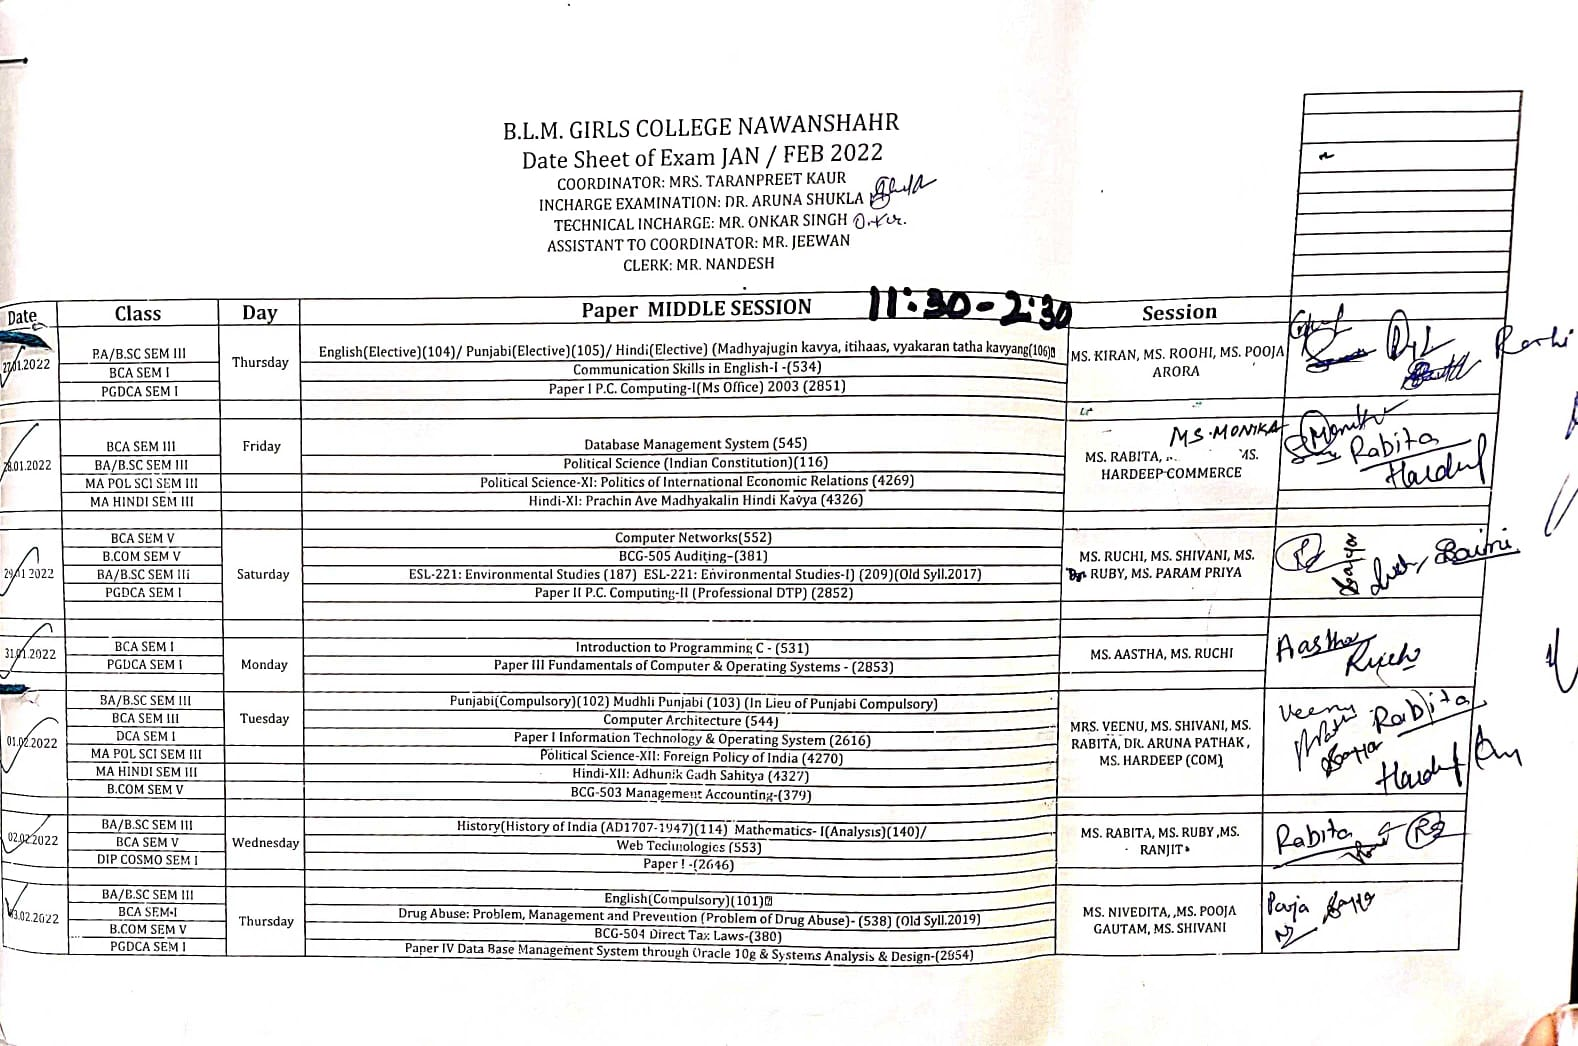 B.L.M. GIRLS COLLEGE NAWANSHAHR
Date Sheet of Exam JAN / FEB 2022
COORDINATOR: MRS. TARANPREET KAUR
INCHARGE EXAMINATION: DR. ARUNA SHUKLA
TECHNICAL INCHARGE: MR. ONKAR SINGH
ASSISTANT TO COORDINATOR: MR. JEEWAN
CLERK: MR. NANDESH
Date Class Day Paper MIDDLE SESSION 11:30-2:30 Session
27.01.2022 Thursday
BA/B.SC SEM III English(Elective)(104)/ Punjabi(Elective)(105)/ Hindi(Elective) (Madhyajugin kavya, itihaas, vyakaran tatha kavyang(106)
BCA SEM I Communication Skills in English-I -(534)
PGDCA SEM I Paper I P.C. Computing-I(Ms Office) 2003 (2851)
MS. KIRAN, MS. ROOHI, MS. POOJA
ARORA
Roohi
28.01.2022 Friday
BCA SEM III Database Management System (545)
BA/B.SC SEM III Political Science (Indian Constitution)(116)
MA POL SCI SEM III Political Science-XI: Politics of International Economic Relations (4269)
MA HINDI SEM III Hindi-XI: Prachin Ave Madhyakalin Hindi Kavya (4326)
MS. MONIKA
MS. RABITA, MS.
HARDEEP-COMMERCE
Monika
Rabita
Hardeep
29.01.2022 Saturday
BCA SEM V Computer Networks(552)
B.COM SEM V BCG-505 Auditing-(381)
BA/B.SC SEM III ESL-221: Environmental Studies (187) ESL-221: Environmental Studies-I) (209)(Old Syll.2017)
PGDCA SEM I Paper II P.C. Computing-II (Professional DTP) (2852)
MS. RUCHI, MS. SHIVANI, MS.
RUBY, MS. PARAM PRIYA
31.01.2022 Monday
BCA SEM I Introduction to Programming C - (531)
PGDCA SEM I Paper III Fundamentals of Computer & Operating Systems - (2853)
MS. AASTHA, MS. RUCHI
Aastha
Ruchi
01.02.2022 Tuesday
BA/B.SC SEM III Punjabi(Compulsory)(102) Mudhli Punjabi (103) (In Lieu of Punjabi Compulsory)
BCA SEM III Computer Architecture (544)
DCA SEM I Paper I Information Technology & Operating System (2616)
MA POL SCI SEM III Political Science-XII: Foreign Policy of India (4270)
MA HINDI SEM III Hindi-XII: Adhunik Gadh Sahitya (4327)
B.COM SEM V BCG-503 Management Accounting-(379)
MRS. VEENU, MS. SHIVANI, MS.
RABITA, DR. ARUNA PATHAK,
MS. HARDEEP (COM)
Veenu
Rabita
Hardeep
02.02.2022 Wednesday
BA/B.SC SEM III History(History of India (AD1707-1947)(114) Mathematics- I(Analysis)(140)/
BCA SEM V Web Technologies (553)
DIP COSMO SEM I Paper I -(2646)
MS. RABITA, MS. RUBY ,MS.
RANJIT
Rabita
03.02.2022 Thursday
BA/B.SC SEM III English(Compulsory)(101)
BCA SEM-I Drug Abuse: Problem, Management and Prevention (Problem of Drug Abuse)- (538) (Old Syll.2019)
B.COM SEM V BCG-504 Direct Tax Laws-(380)
PGDCA SEM I Paper IV Data Base Management System through Oracle 10g & Systems Analysis & Design-(2854)
MS. NIVEDITA, ,MS. POOJA
GAUTAM, MS. SHIVANI
Pooja